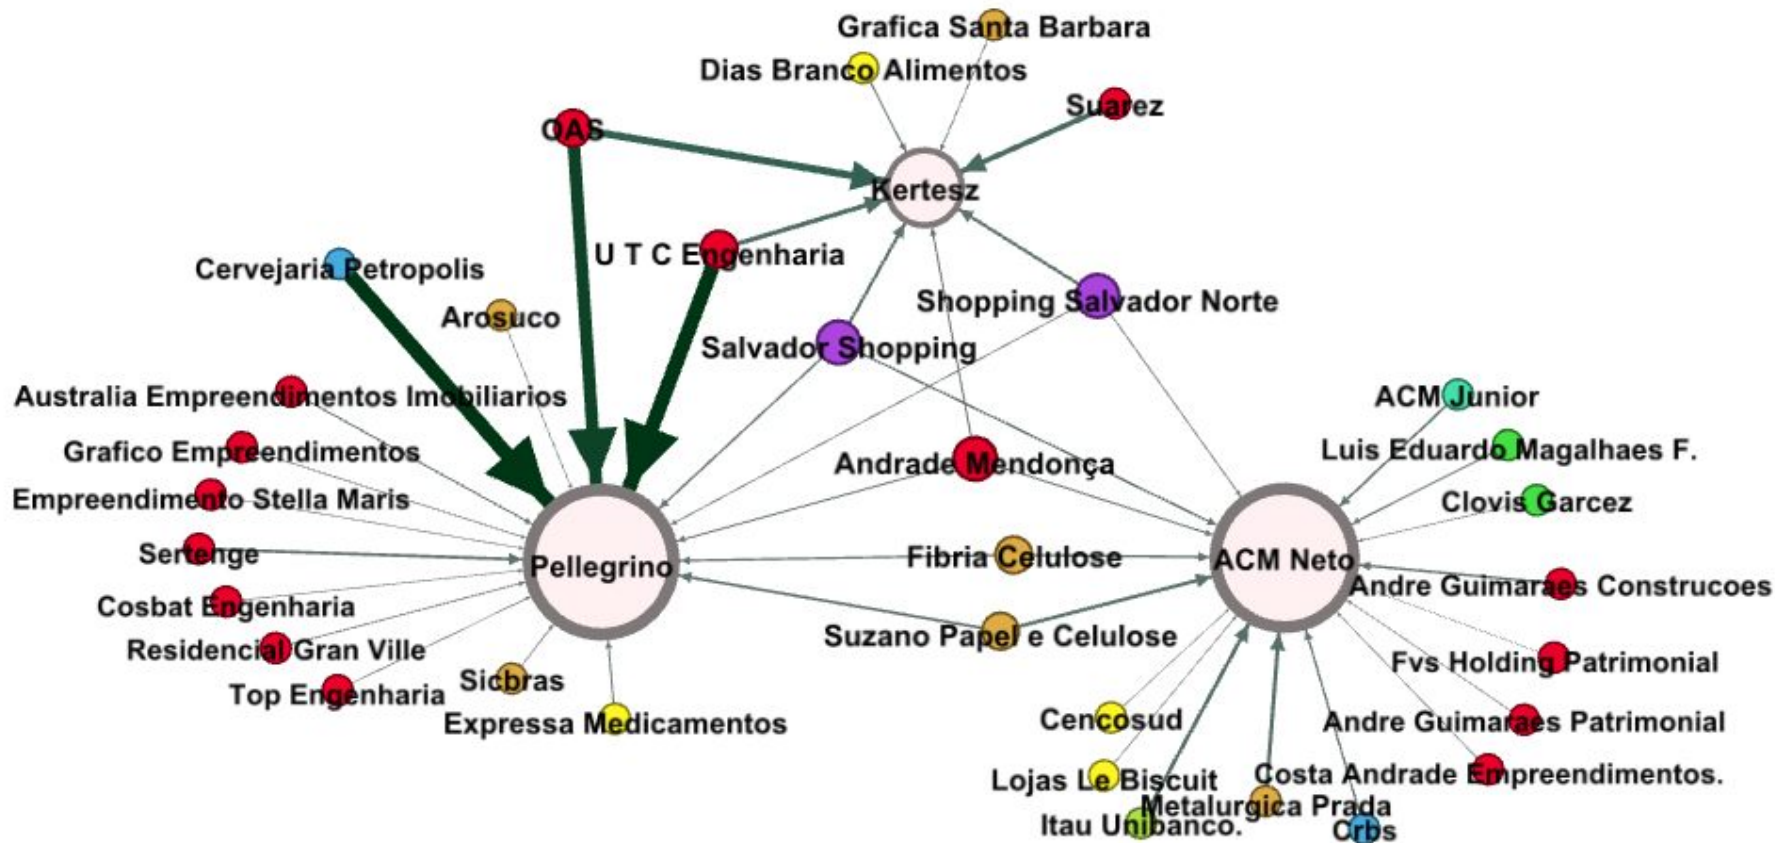 Grafica Santa Barbara
Dias Branco Alimentos
Suarez
OAS
Kertesz
U T C Engenharia
Cervejaria Petropolis
Shopping Salvador Norte
Arosuco
Salvador Shopping
Australia Empreendimentos Imobiliarios
ACM Junior
Grafico Empreendimentos
Luis Eduardo Magalhaes F.
Andrade Mendonça
Empreendimento Stella Maris
Clovis Garcez
Sertenge
Fibria Celulose
Pellegrino
ACM Neto
Andre Guimaraes Construcoes
Cosbat Engenharia
Suzano Papel e Celulose
Residencial Gran Ville
Fvs Holding Patrimonial
Sicbras
Top Engenharia
Expressa Medicamentos
Cencosud
Andre Guimaraes Patrimonial
Lojas Le Biscuit
Costa Andrade Empreendimentos.
Metalurgica Prada
Itau Unibanco.
Crbs